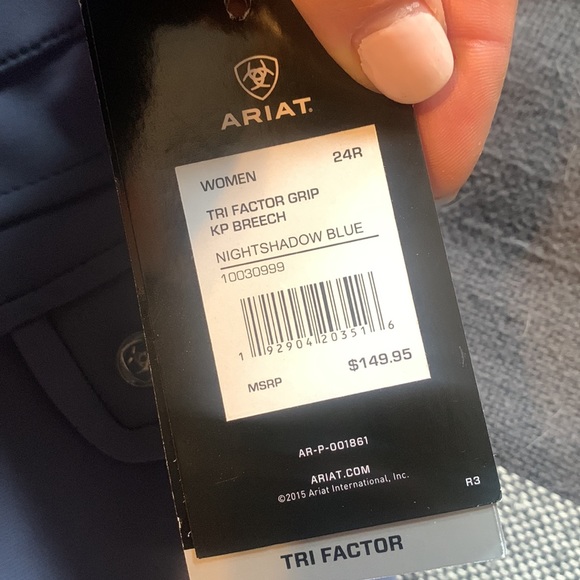 ARIAT.
WOMEN 24R
TRI FACTOR GRIP
KP BREECH
NIGHTSHADOW BLUE
10030999
1 92904 20351 6
MSRP $149.95
AR-P-001861
ARIAT.COM
©2015 Ariat International, Inc.
R3
TRI FACTOR